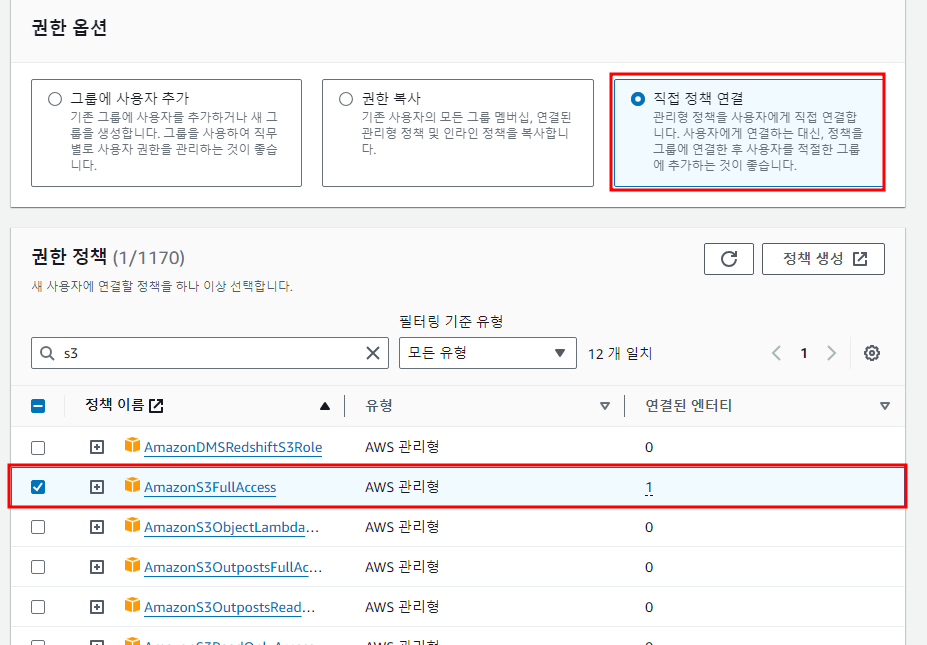 권한 옵션
그룹에 사용자 추가
기존 그룹에 사용자를 추가하거나 새 그
룹을 생성합니다. 그룹을 사용하여 직무
별로 사용자 권한을 관리하는 것이 좋습
니다.
권한 복사
기존 사용자의 모든 그룹 멤버십, 연결된
관리형 정책 및 인라인 정책을 복사합니
다.
직접 정책 연결
관리형 정책을 사용자에게 직접 연결합
니다. 사용자에게 연결하는 대신, 정책을
그룹에 연결한 후 사용자를 적절한 그룹
에 추가하는 것이 좋습니다.
권한 정책 (1/1170)
정책 생성
새 사용자에 연결할 정책을 하나 이상 선택합니다.
필터링 기준 유형
s3 모든 유형 12 개 일치 1
정책 이름 유형 연결된 엔터티
AmazonDMSRedshiftS3Role AWS 관리형 0
AmazonS3FullAccess AWS 관리형 1
AmazonS3ObjectLambda... AWS 관리형 0
AmazonS3OutpostsFullAc... AWS 관리형 0
AmazonS3OutpostsRead... AWS 관리형 0